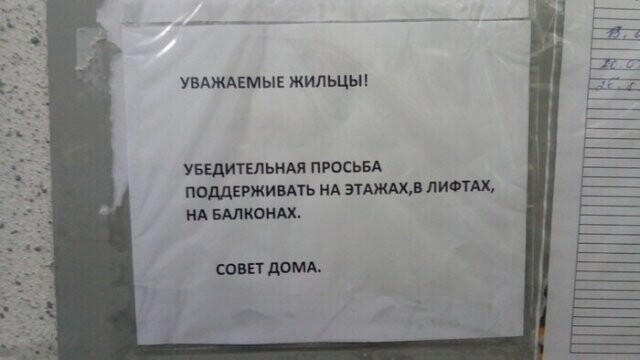 УВАЖАЕМЫЕ ЖИЛЬЦЫ!
УБЕДИТЕЛЬНАЯ ПРОСЬБА
ПОДДЕРЖИВАТЬ НА ЭТАЖАХ,В ЛИФТАХ,
НА БАЛКОНАХ.
СОВЕТ ДОМА.